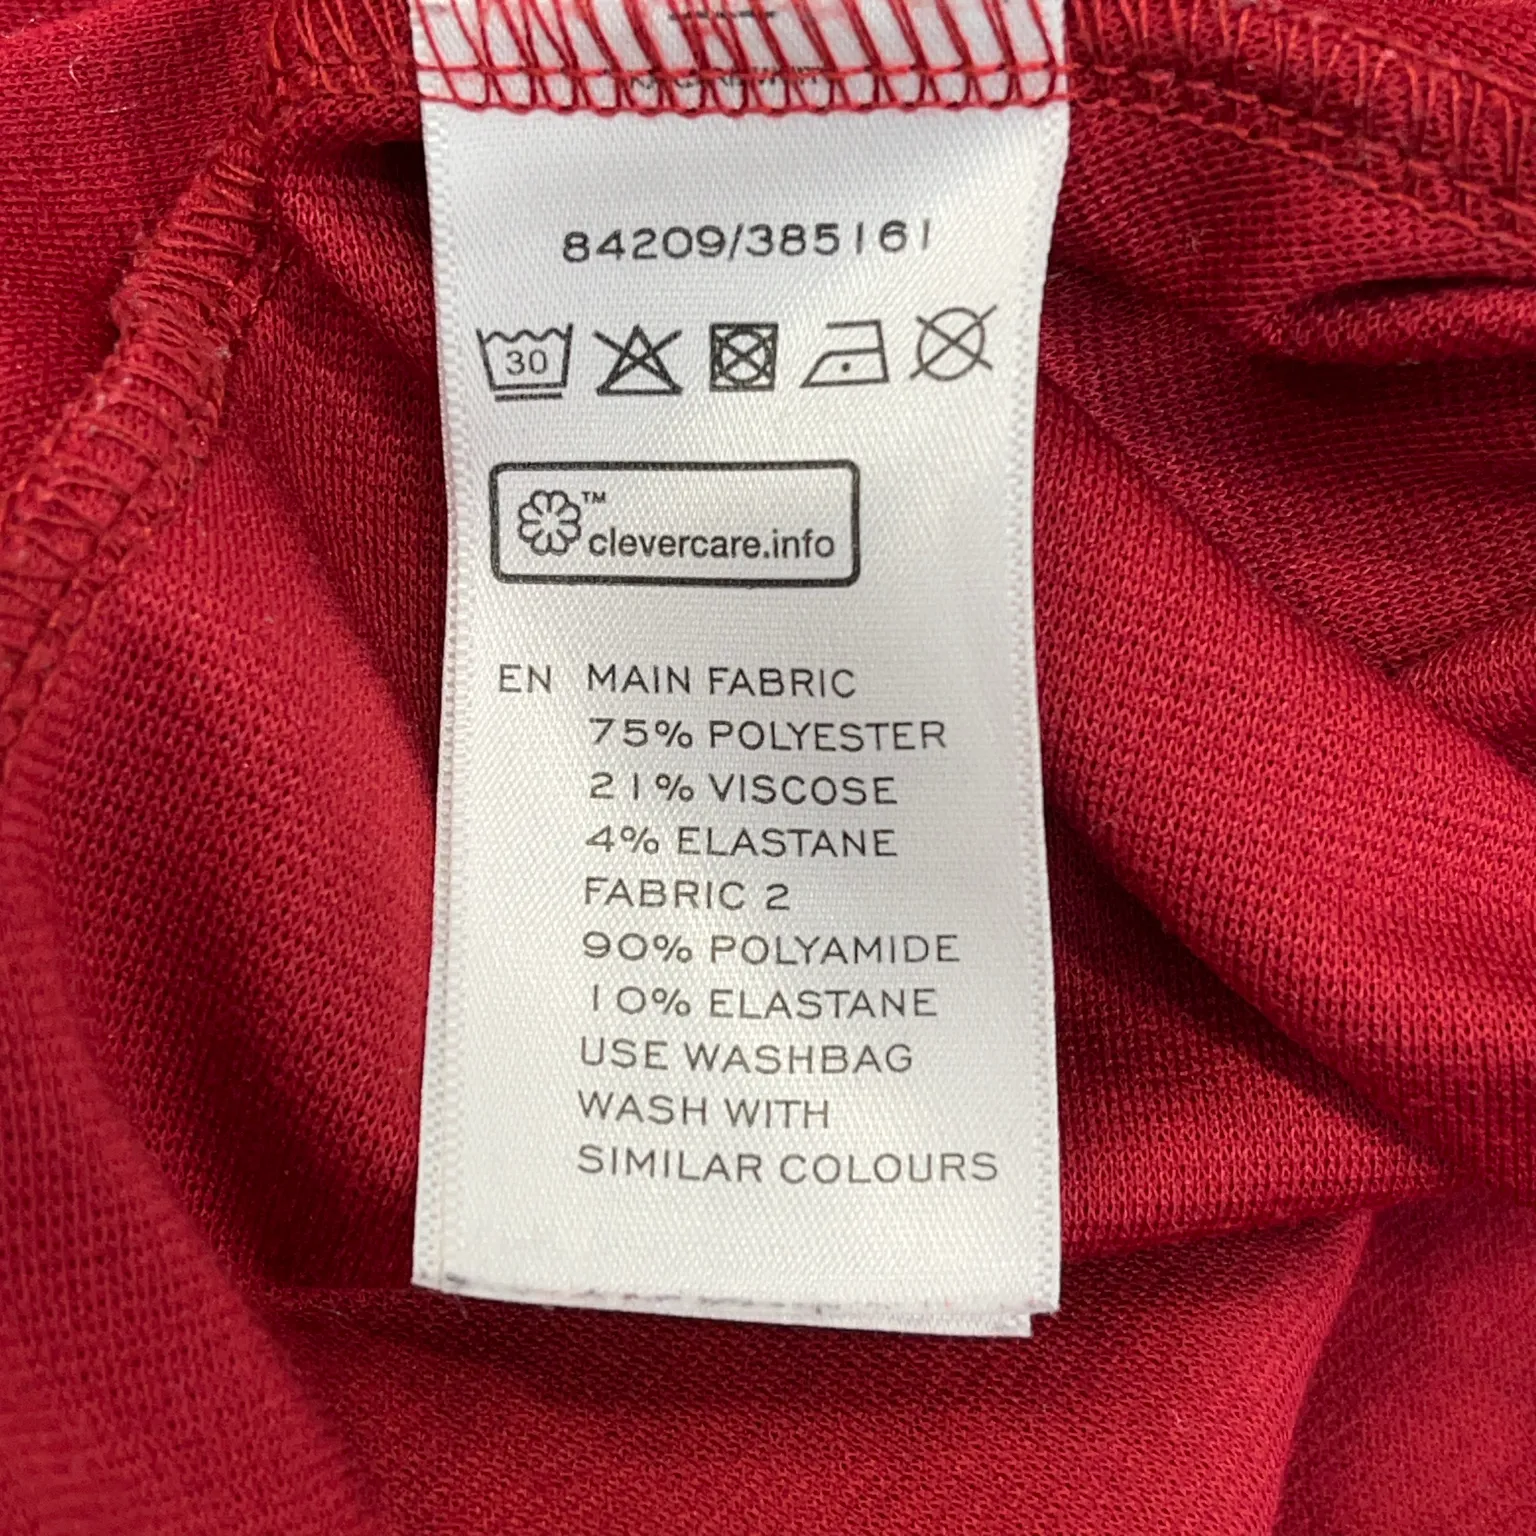 84209/385161
30
™
clevercare.info
EN MAIN FABRIC
75% POLYESTER
21% VISCOSE
4% ELASTANE
FABRIC 2
90% POLYAMIDE
10% ELASTANE
USE WASHBAG
WASH WITH
SIMILAR COLOURS